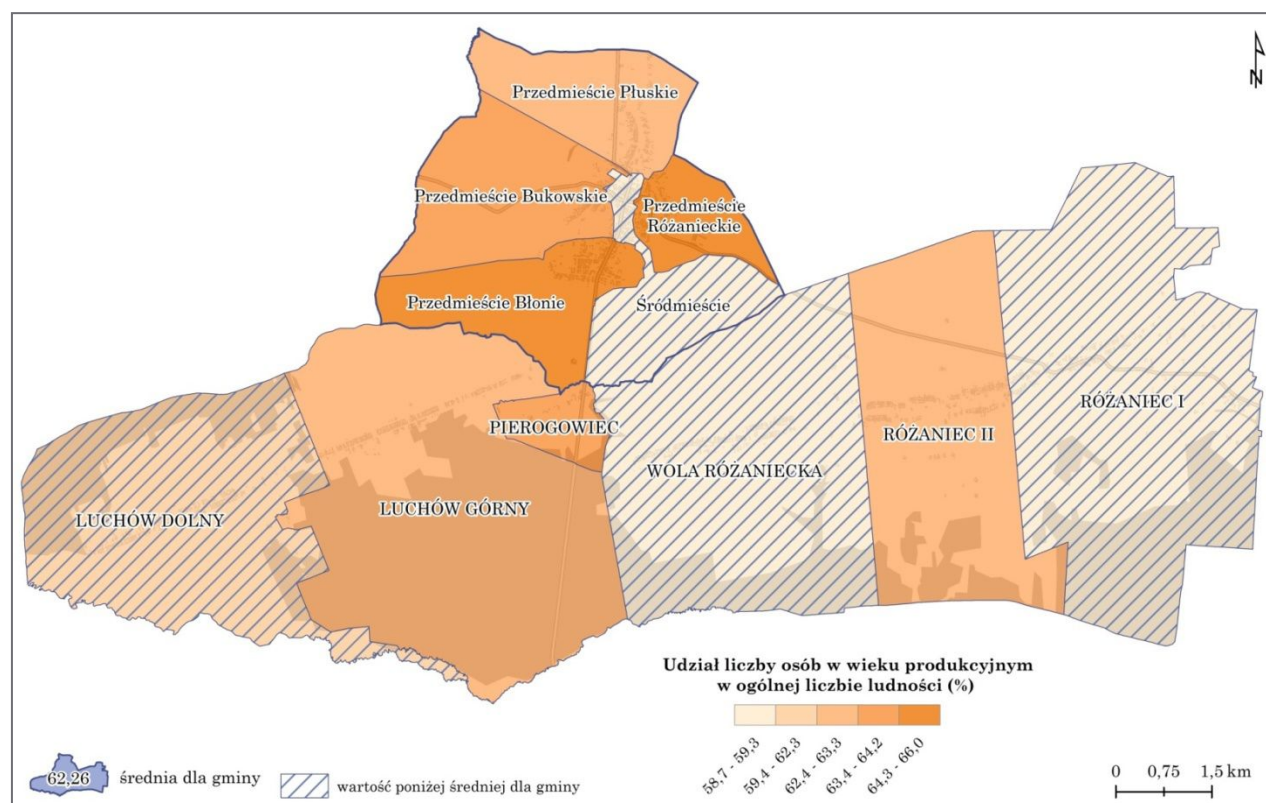 N
Przedmieście Płuskie
Przedmieście Bukowskie
Przedmieście
Różanieckie
Przedmieście Błonie
Śródmieście
RÓŻANIEC I
PIEROGOWIEC
RÓŻANIEC II
WOLA RÓŻANIECKA
LUCHÓW GÓRNY
LUCHÓW DOLNY
Udział liczby osób w wieku produkcyjnym
w ogólnej liczbie ludności (%)
58,7 - 59,3
59,4 - 62,3
62,4 - 63,3
63,4 - 64,2
64,3 - 66,0
62,26
średnia dla gminy
wartość poniżej średniej dla gminy
0 0,75 1,5 km